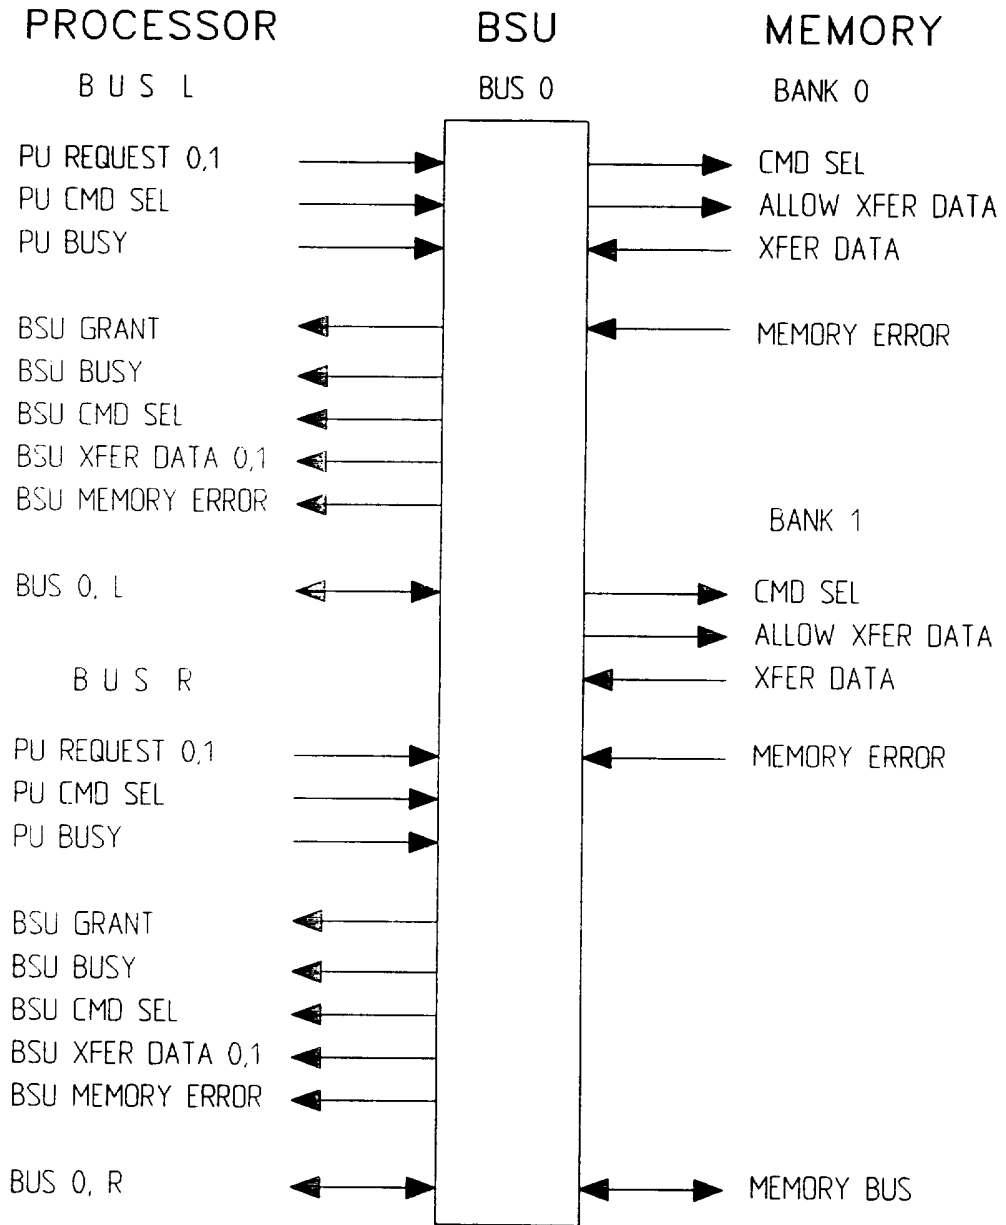 PROCESSOR BSU MEMORY
BUS L BUS 0 BANK 0
PU REQUEST 0,1 CMD SEL
PU CMD SEL ALLOW XFER DATA
PU BUSY XFER DATA
BSU GRANT MEMORY ERROR
BSU BUSY
BSU CMD SEL
BSU XFER DATA 0,1
BSU MEMORY ERROR
BANK 1
BUS 0, L CMD SEL
ALLOW XFER DATA
BUS R XFER DATA
PU REQUEST 0,1 MEMORY ERROR
PU CMD SEL
PU BUSY
BSU GRANT
BSU BUSY
BSU CMD SEL
BSU XFER DATA 0,1
BSU MEMORY ERROR
BUS 0, R MEMORY BUS